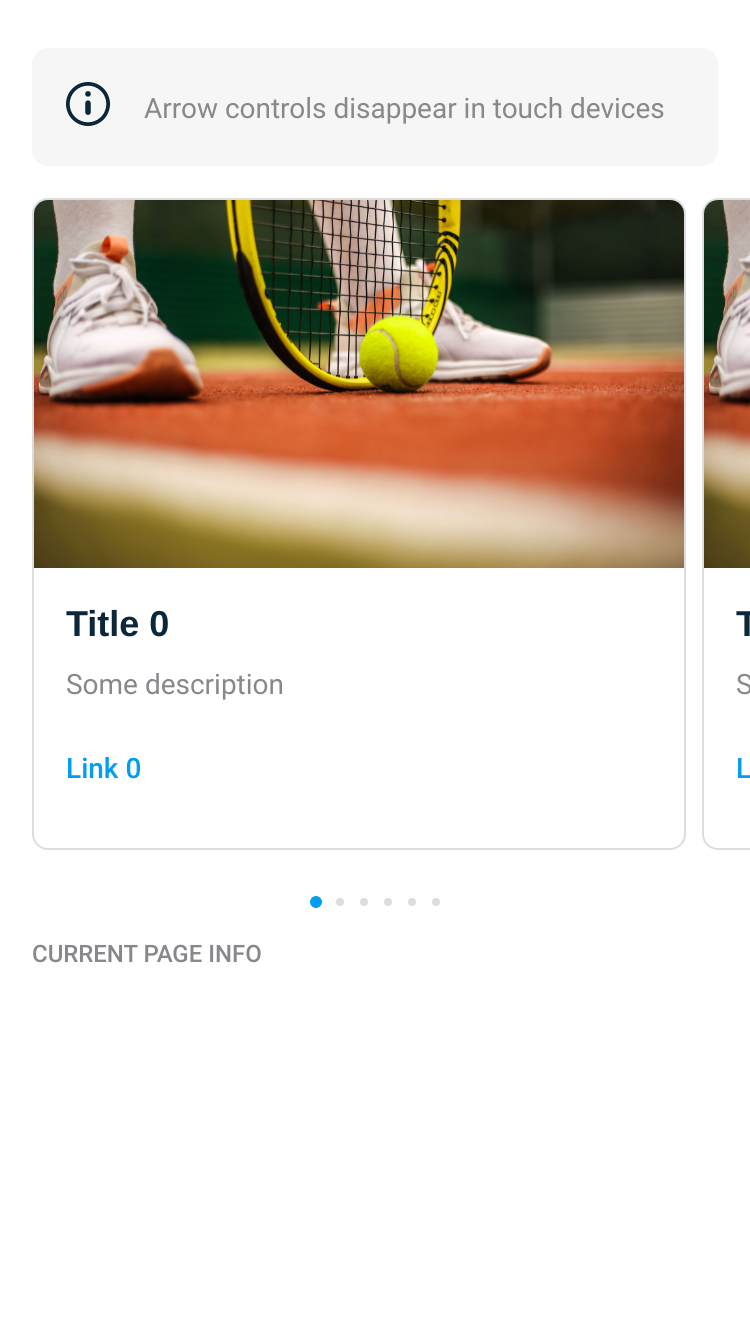 Arrow controls disappear in touch devices
Title 0
Some description
Link 0
CURRENT PAGE INFO